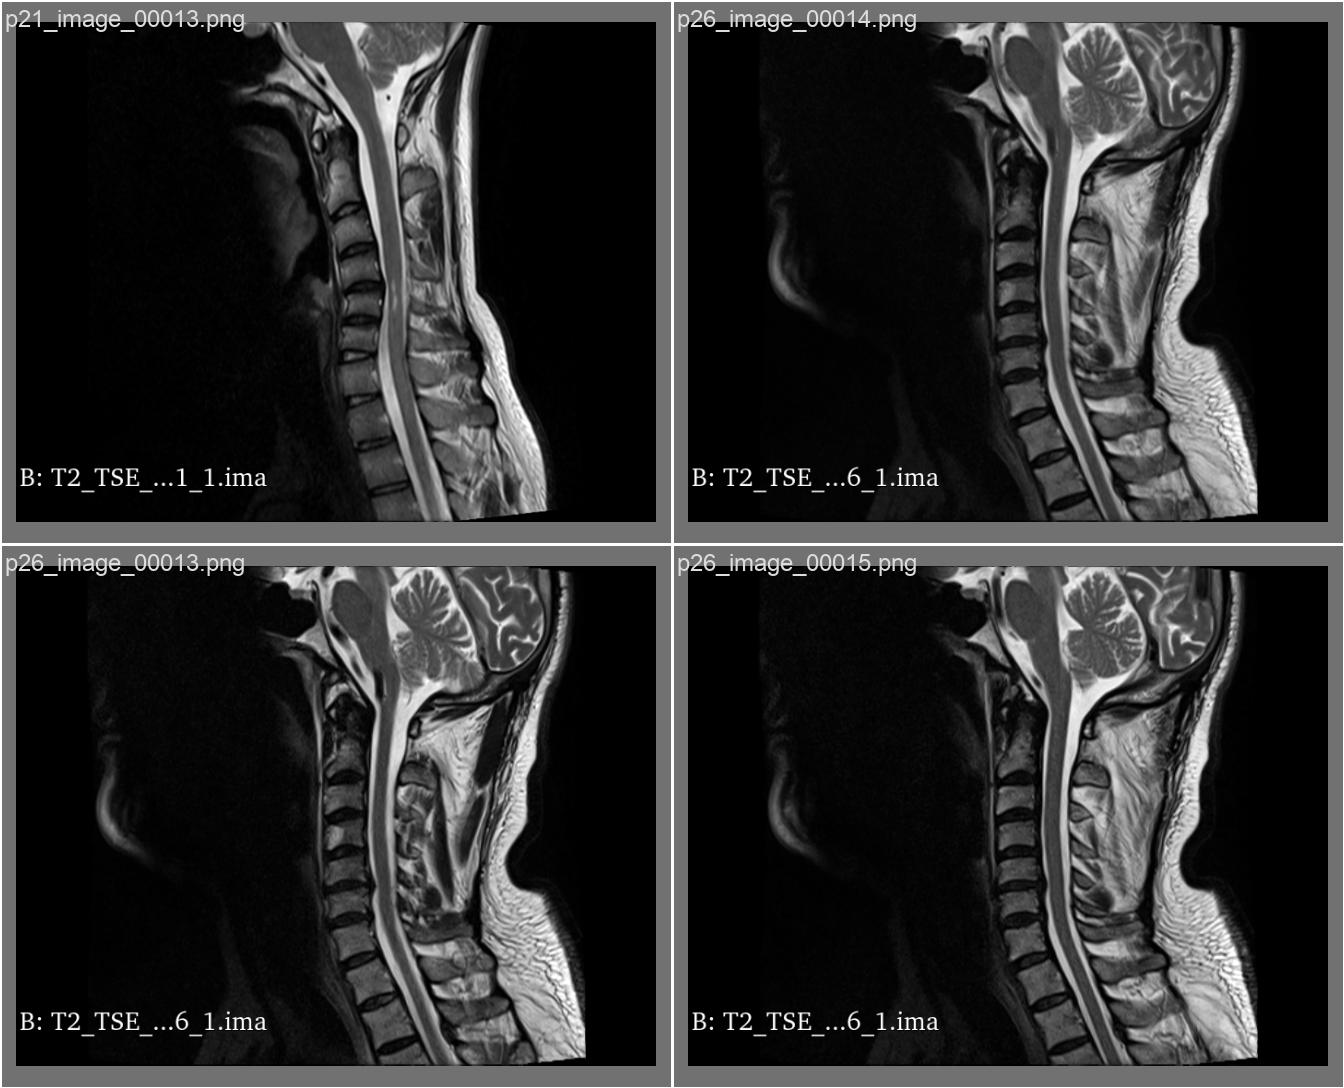 p21_image_00013.png
p26_image_00014.png
B: T2_TSE_...1_1.ima
B: T2_TSE_...6_1.ima
p26_image_00013.png
p26_image_00015.png
B: T2_TSE_...6_1.ima
B: T2_TSE_...6_1.ima